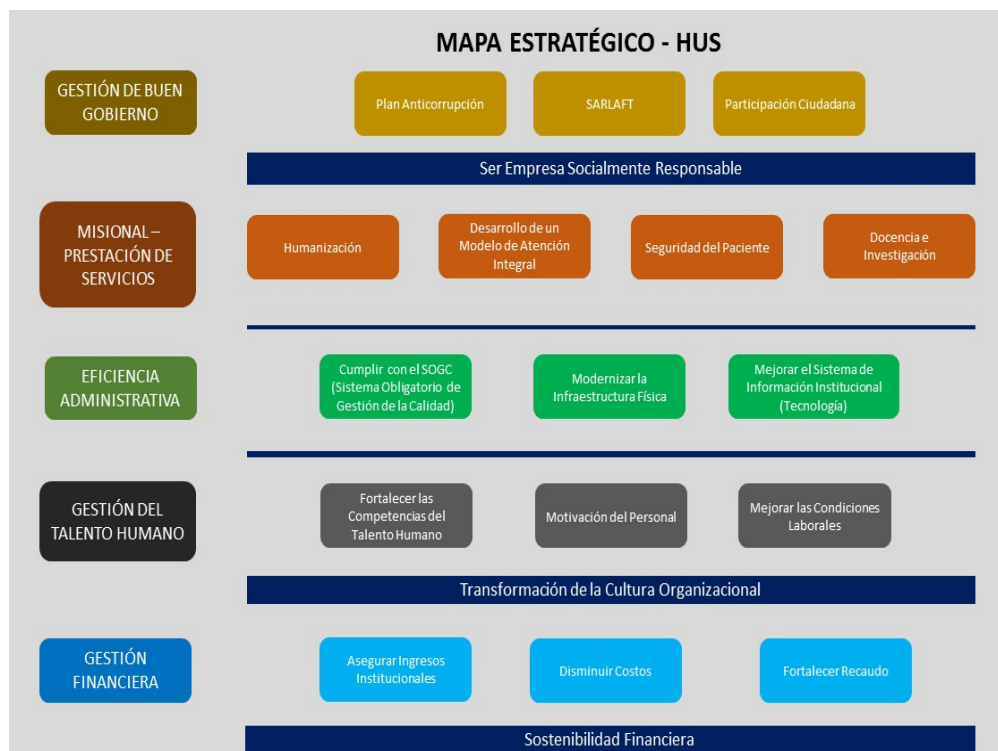 MAPA ESTRATÉGICO - HUS
GESTIÓN DE BUEN
GOBIERNO
Plan Anticorrupción
SARLAFT
Participación Ciudadana
Ser Empresa Socialmente Responsable
MISIONAL –
PRESTACIÓN DE
SERVICIOS
Humanización
Desarrollo de un
Modelo de Atención
Integral
Seguridad del Paciente
Docencia e
Investigación
EFICIENCIA
ADMINISTRATIVA
Cumplir con el SOGC
(Sistema Obligatorio de
Gestión de la Calidad)
Modernizar la
Infraestructura Física
Mejorar el Sistema de
Información Institucional
(Tecnología)
GESTIÓN DEL
TALENTO HUMANO
Fortalecer las
Competencias del
Talento Humano
Motivación del Personal
Mejorar las Condiciones
Laborales
Transformación de la Cultura Organizacional
GESTIÓN
FINANCIERA
Asegurar Ingresos
Institucionales
Disminuir Costos
Fortalecer Recaudo
Sostenibilidad Financiera